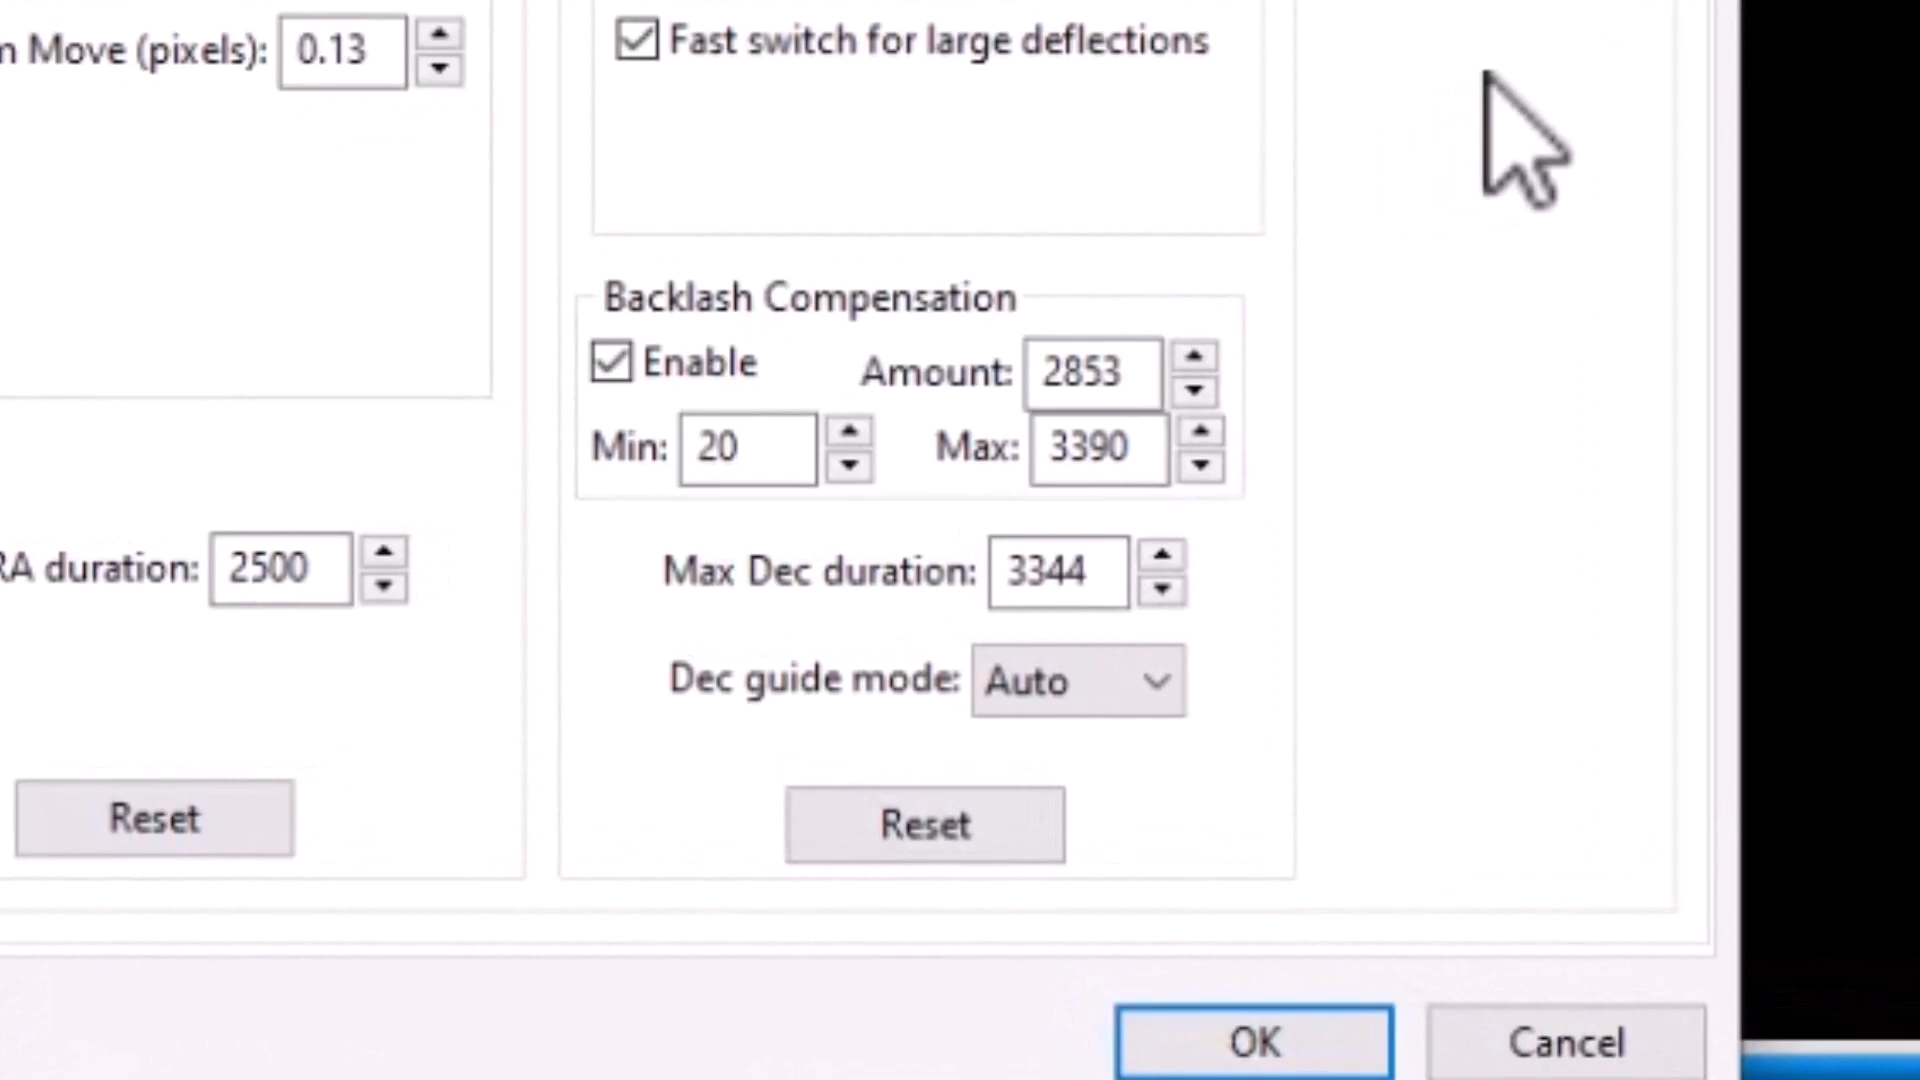 n Move (pixels): 0.13
Fast switch for large deflections
Backlash Compensation
Enable Amount: 2853
Min: 20 Max: 3390
RA duration: 2500
Max Dec duration: 3344
Dec guide mode: Auto
Reset
Reset
OK Cancel